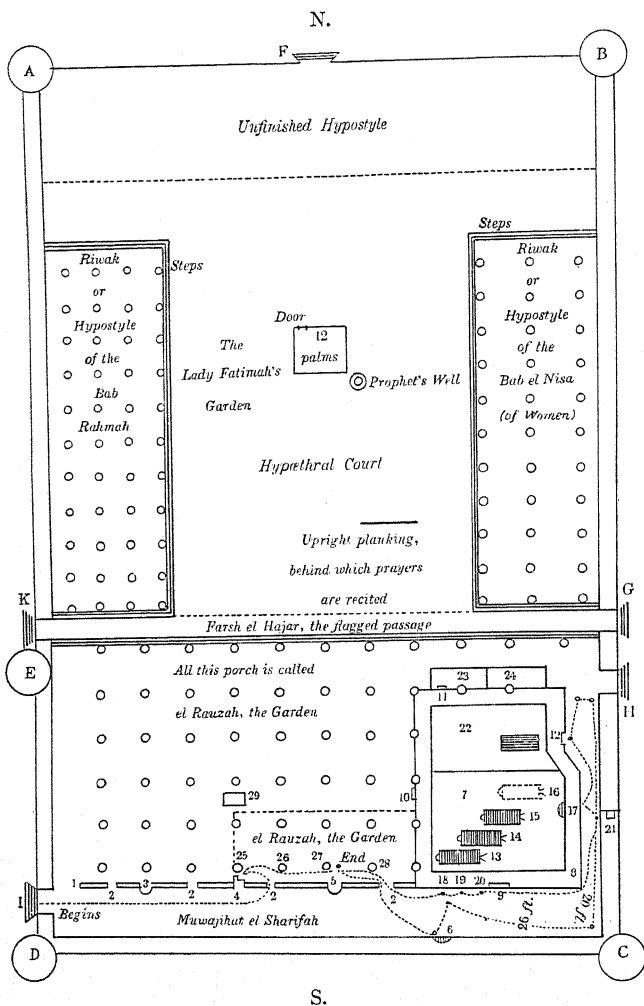 N.
F
A
B
Unfinished Hypostyle
Steps
Riwak
or
Hypostyle
of the
Bab
Rahmah
Steps
Riwak
or
Hypostyle
of the
Bab el Nisa
(of Women)
Door
12
palms
The
Lady Fatimah's
Garden
Prophet's Well
Hypæthral Court
Upright planking,
behind which prayers
are recited
K
G
Farsh el Hajar, the flagged passage
E
H
All this porch is called
el Rauzah, the Garden
23
24
11
22
12
7
16
10
17
15
21
14
13
29
el Rauzah, the Garden
25
26
27
End
28
8
1
2
3
2
4
2
5
2
18
19
20
9
I
Begins
Muwajihat el Sharifah
6
26 ft.
20 ft.
D
C
S.